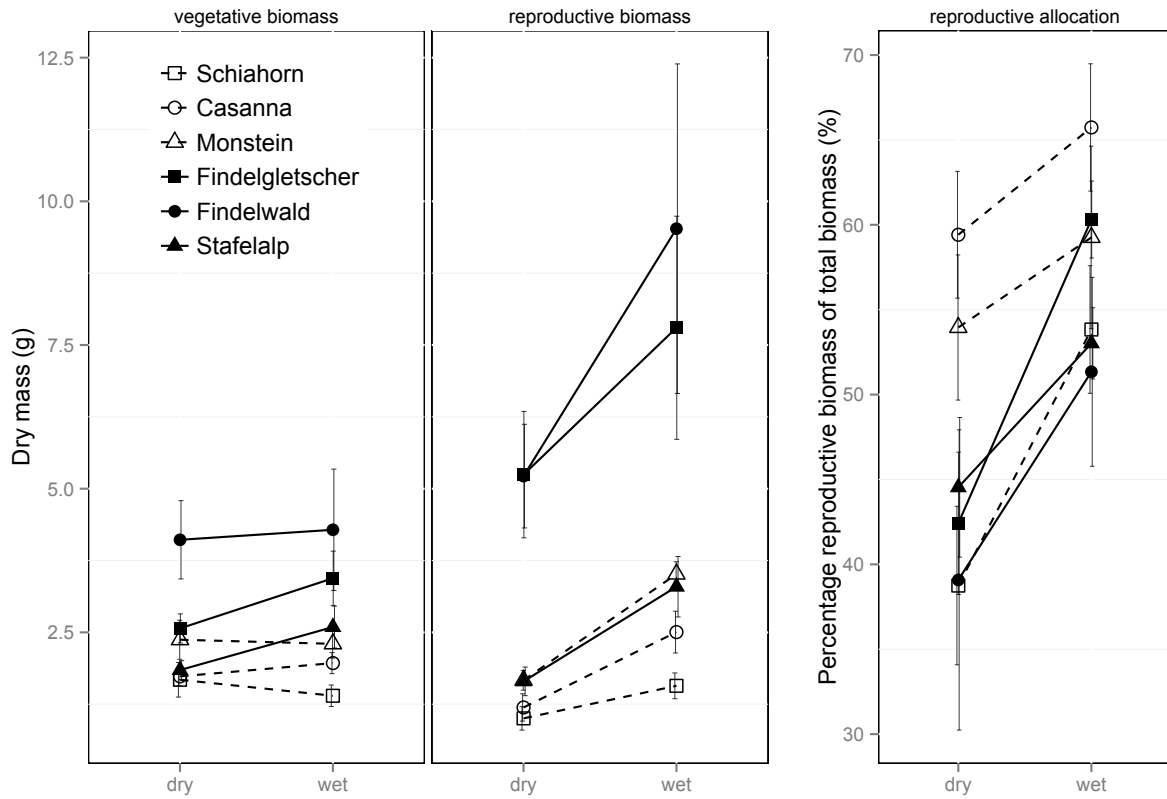 vegetative biomass
reproductive biomass
reproductive allocation
Dry mass (g)
12.5
10.0
7.5
5.0
2.5
Schiahorn
Casanna
Monstein
Findelgletscher
Findelwald
Stafelalp
dry
wet
dry
wet
Percentage reproductive biomass of total biomass (%)
70
60
50
40
30
dry
wet